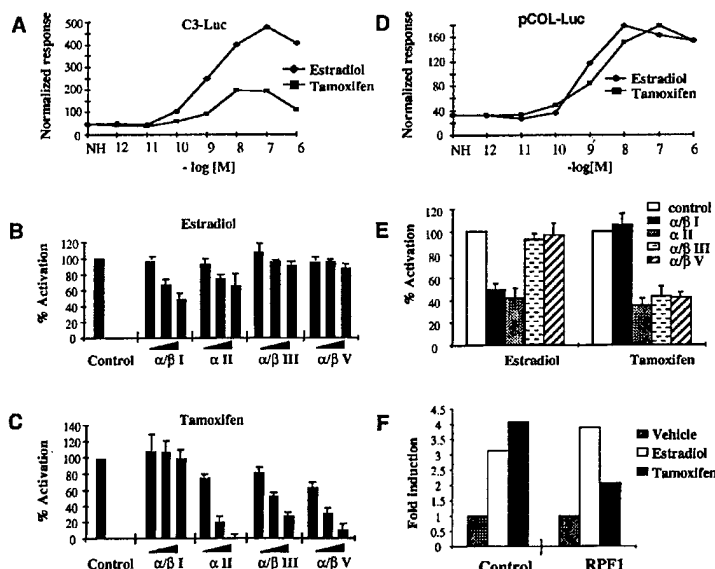 A
C3-Luc
Normalized response
500
400
300
200
100
0
Estradiol
Tamoxifen
NH 12 11 10 9 8 7 6
- log [M]
D
pCOL-Luc
Normalized response
200
150
100
50
0
Estradiol
Tamoxifen
NH 12 11 10 9 8 7 6
-log[M]
B
Estradiol
% Activation
120
100
80
60
40
20
0
Control α/β I α II α/β III α/β V
E
% Activation
120
100
80
60
40
20
0
control
α/β I
α II
α/β III
α/β V
Estradiol Tamoxifen
C
Tamoxifen
% Activation
120
100
80
60
40
20
0
Control α/β I α II α/β III α/β V
F
Fold Induction
4.5
4
3.5
3
2.5
2
1.5
1
0.5
0
Vehicle
Estradiol
Tamoxifen
Control RPF1